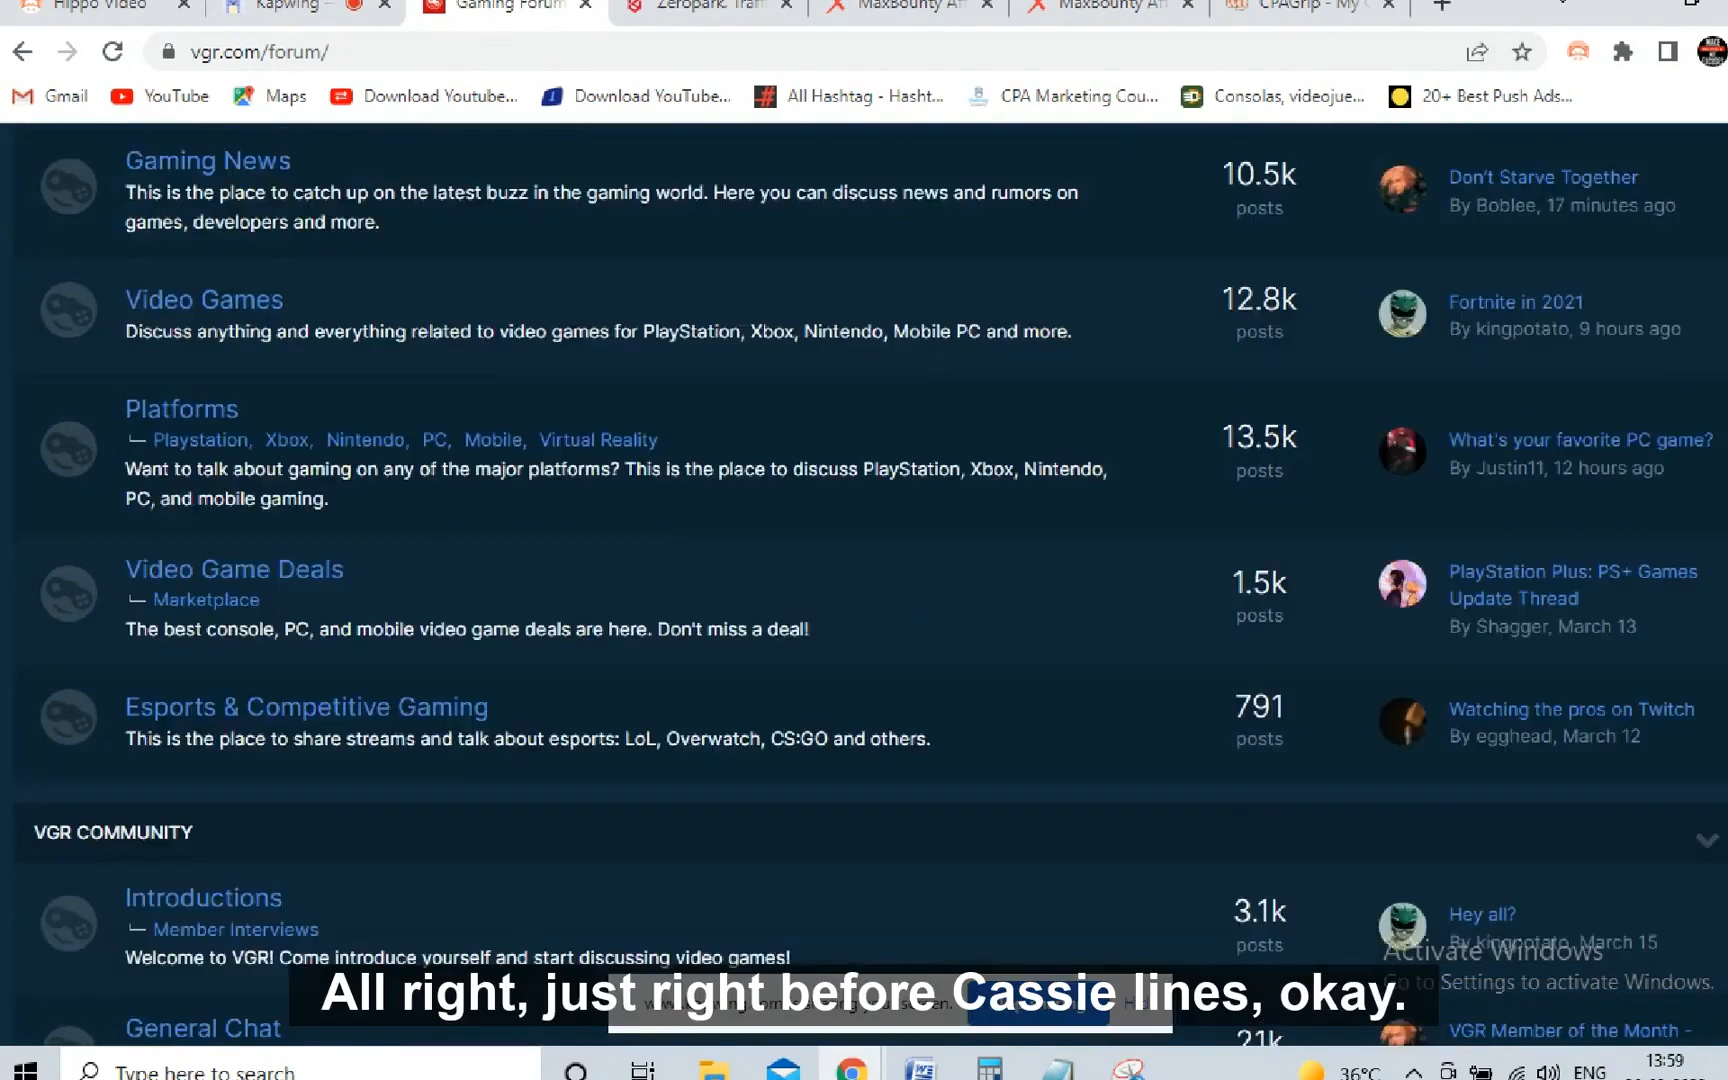 Hippo Video
Kapwing –
Gaming Forum
Zeropark. Traff
MaxBounty Af
MaxBounty Af
CPAGrip - My
vgr.com/forum/
Gmail
YouTube
Maps
Download Youtube...
Download YouTube...
All Hashtag - Hasht...
CPA Marketing Cou...
Consolas, videojue...
20+ Best Push Ads...
Gaming News
This is the place to catch up on the latest buzz in the gaming world. Here you can discuss news and rumors on
games, developers and more.
10.5k
posts
Don't Starve Together
By Boblee, 17 minutes ago
Video Games
Discuss anything and everything related to video games for PlayStation, Xbox, Nintendo, Mobile PC and more.
12.8k
posts
Fortnite in 2021
By kingpotato, 9 hours ago
Platforms
Playstation, Xbox, Nintendo, PC, Mobile, Virtual Reality
Want to talk about gaming on any of the major platforms? This is the place to discuss PlayStation, Xbox, Nintendo,
PC, and mobile gaming.
13.5k
posts
What's your favorite PC game?
By Justin11, 12 hours ago
Video Game Deals
Marketplace
The best console, PC, and mobile video game deals are here. Don't miss a deal!
1.5k
posts
PlayStation Plus: PS+ Games
Update Thread
By Shagger, March 13
Esports & Competitive Gaming
This is the place to share streams and talk about esports: LoL, Overwatch, CS:GO and others.
791
posts
Watching the pros on Twitch
By egghead, March 12
VGR COMMUNITY
Introductions
Member Interviews
Welcome to VGR! Come introduce yourself and start discussing video games!
3.1k
posts
Hey all?
By kingpotato, March 15
Activate Windows
Go to Settings to activate Windows.
All right, just right before Cassie lines, okay.
General Chat
21k
VGR Member of the Month -
Type here to search
36°C
ENG
13:59